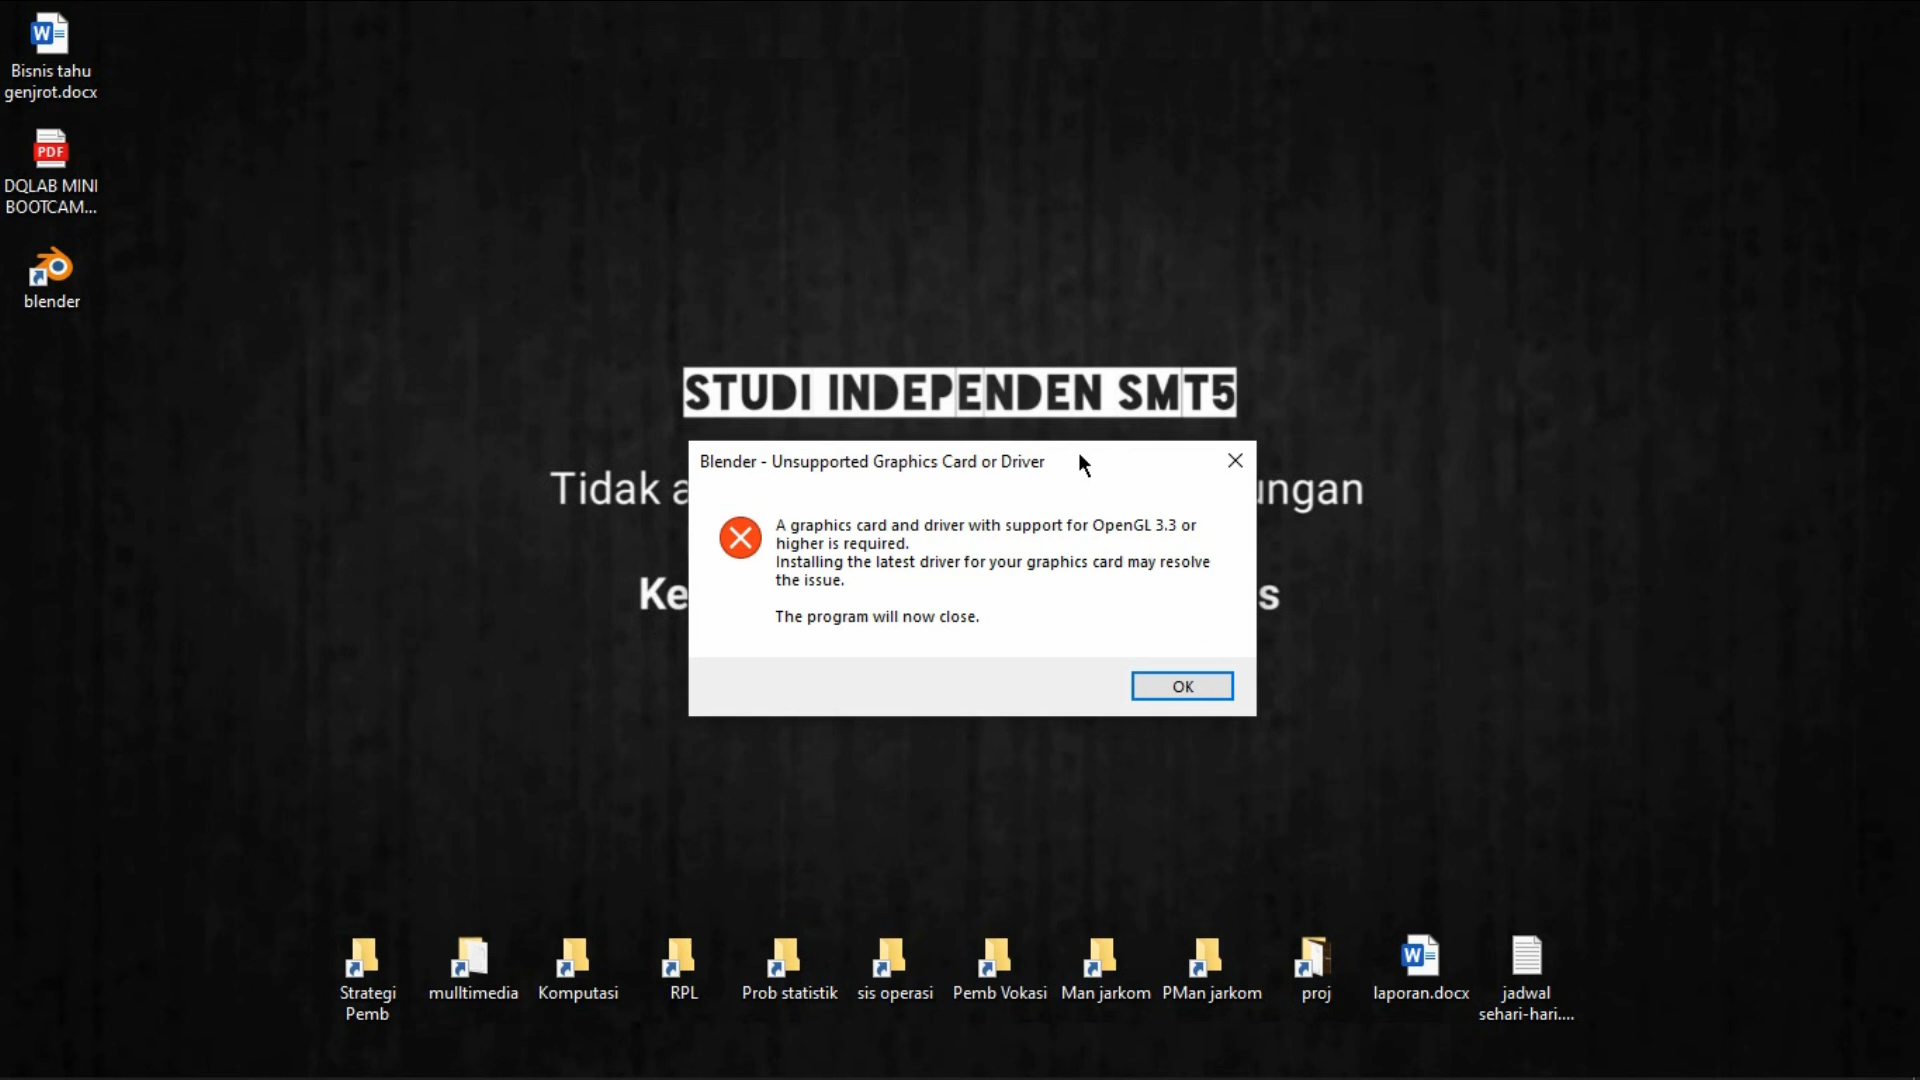 Bisnis tahu
genjrot.docx
PDF
DQLAB MINI
BOOTCAM...
blender
STUDI INDEPENDEN SMT5
Tidak a
ungan
Ke
s
Blender - Unsupported Graphics Card or Driver
A graphics card and driver with support for OpenGL 3.3 or
higher is required.
Installing the latest driver for your graphics card may resolve
the issue.
The program will now close.
OK
Strategi
Pemb
mulltimedia
Komputasi
RPL
Prob statistik
sis operasi
Pemb Vokasi
Man jarkom
PMan jarkom
proj
laporan.docx
jadwal
sehari-hari....